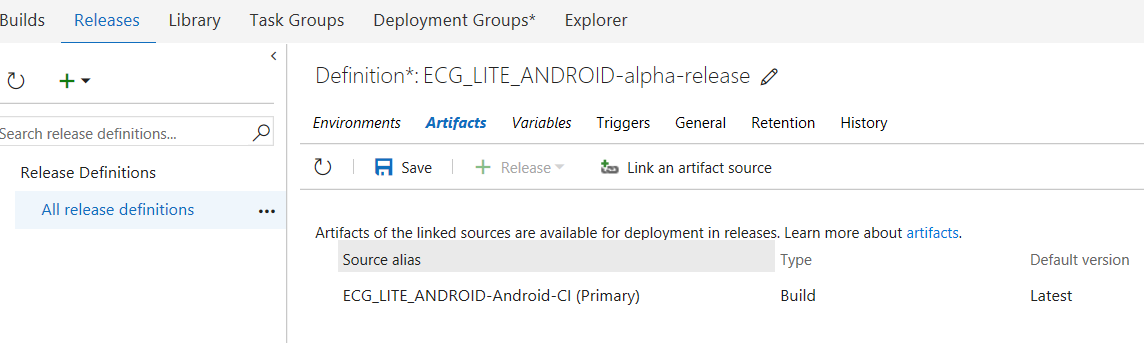 Builds Releases Library Task Groups Deployment Groups* Explorer
Definition*: ECG_LITE_ANDROID-alpha-release
Search release definitions...
Environments Artifacts Variables Triggers General Retention History
Release Definitions
Save Release Link an artifact source
All release definitions ...
Artifacts of the linked sources are available for deployment in releases. Learn more about artifacts.
Source alias Type Default version
ECG_LITE_ANDROID-Android-CI (Primary) Build Latest